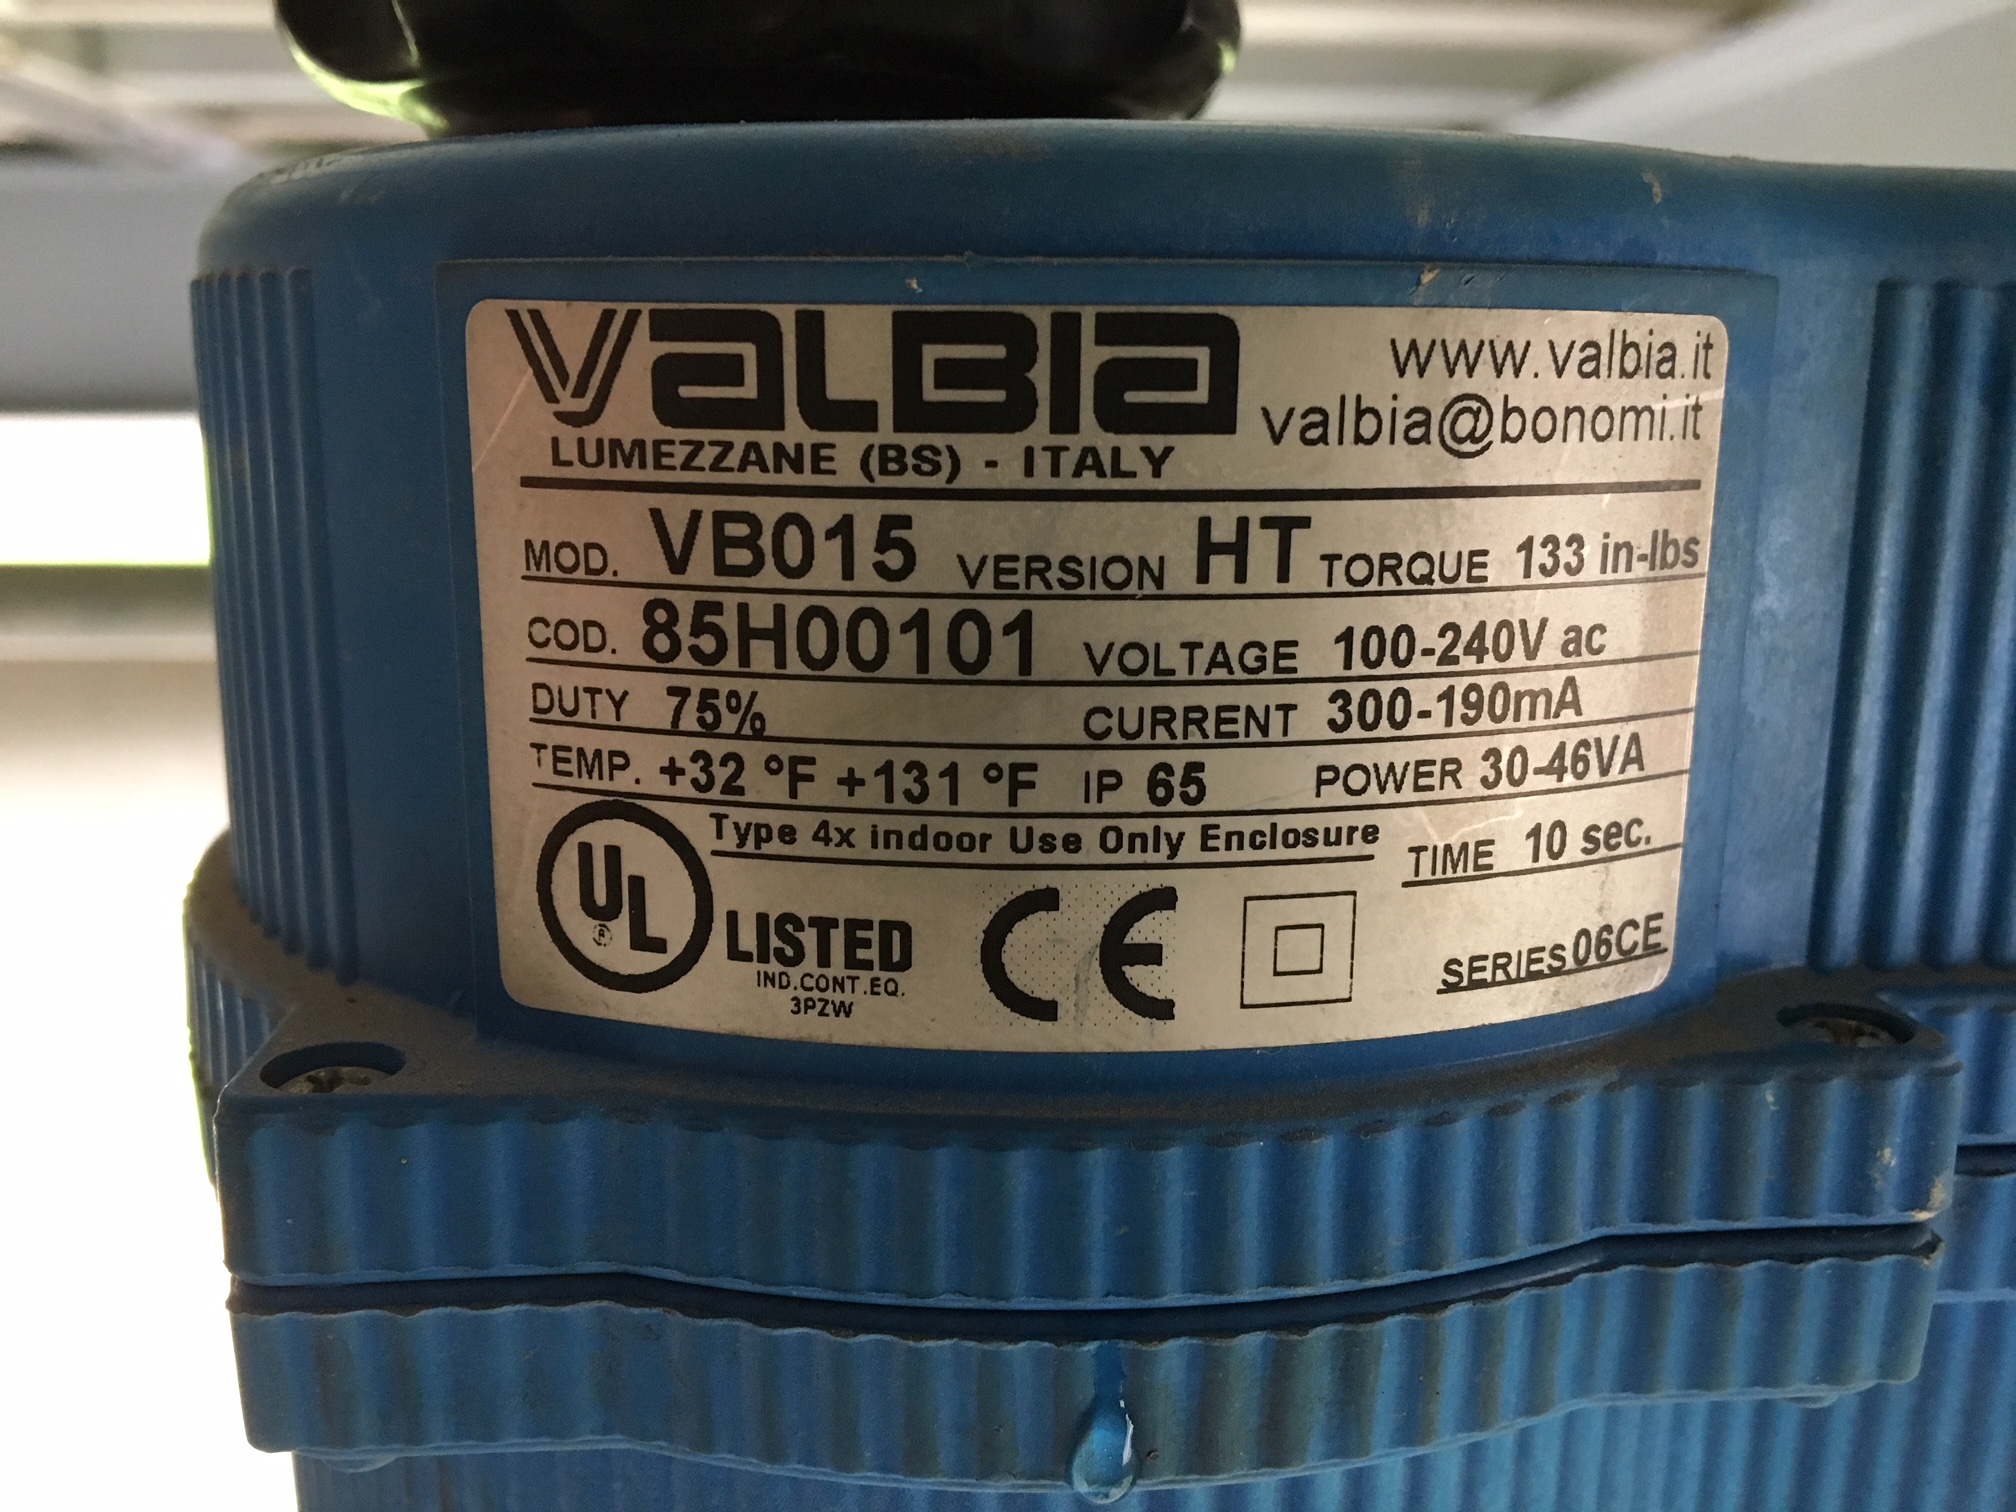 VALBIA
www.valbia.it
valbia@bonomi.it
LUMEZZANE (BS) - ITALY
MOD. VB015 VERSION HT TORQUE 133 in-lbs
COD. 85H00101 VOLTAGE 100-240V ac
DUTY 75% CURRENT 300-190mA
TEMP. +32 °F +131 °F IP 65 POWER 30-46VA
Type 4x indoor Use Only Enclosure TIME 10 sec.
UL ® LISTED CE
IND.CONT.EQ.
3PZW
SERIES 06CE